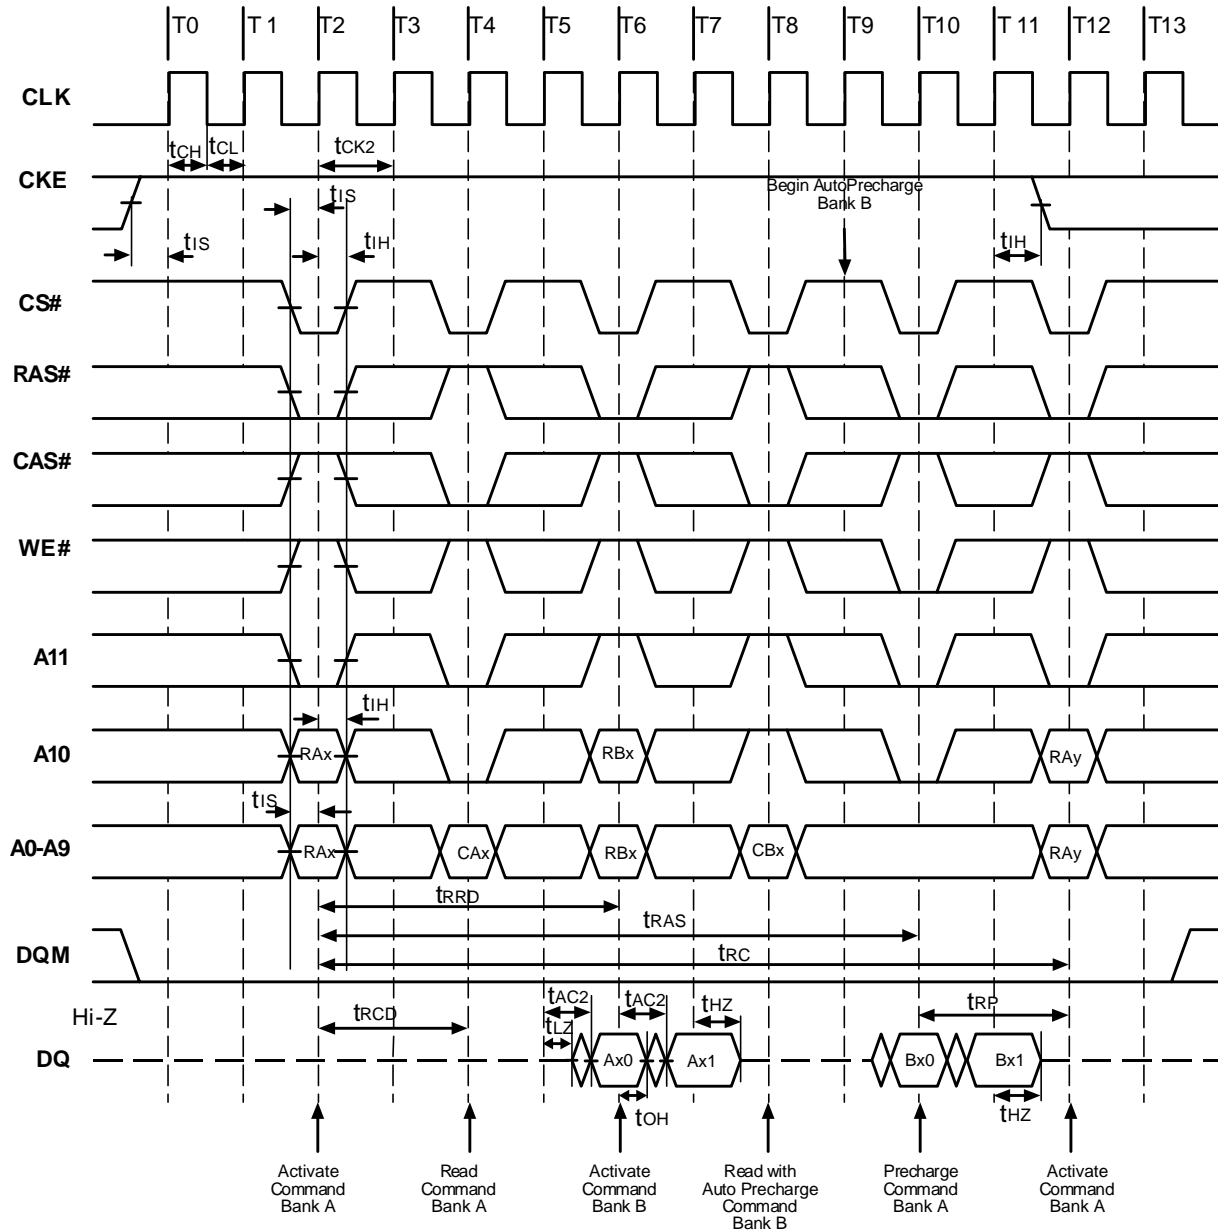 T0 T 1 T2 T3 T4 T5 T6 T7 T8 T9 T10 T 11 T12 T13
CLK
tCH tCL tCK2
CKE
Begin AutoPrecharge
Bank B
tIS
tIS tIH tIH
CS#
RAS#
CAS#
WE#
A11
tIH
A10 RAx RBx RAy
tIS
A0-A9 RAx CAx RBx CBx RAy
tRRD
tRAS
DQM
tRC
Hi-Z tRCD tAC2 tAC2 tHZ tRP
tLZ
DQ Ax0 Ax1 Bx0 Bx1
tOH tHZ
Activate
Command
Bank A
Read
Command
Bank A
Activate
Command
Bank B
Read with
Auto Precharge
Command
Bank B
Precharge
Command
Bank A
Activate
Command
Bank A